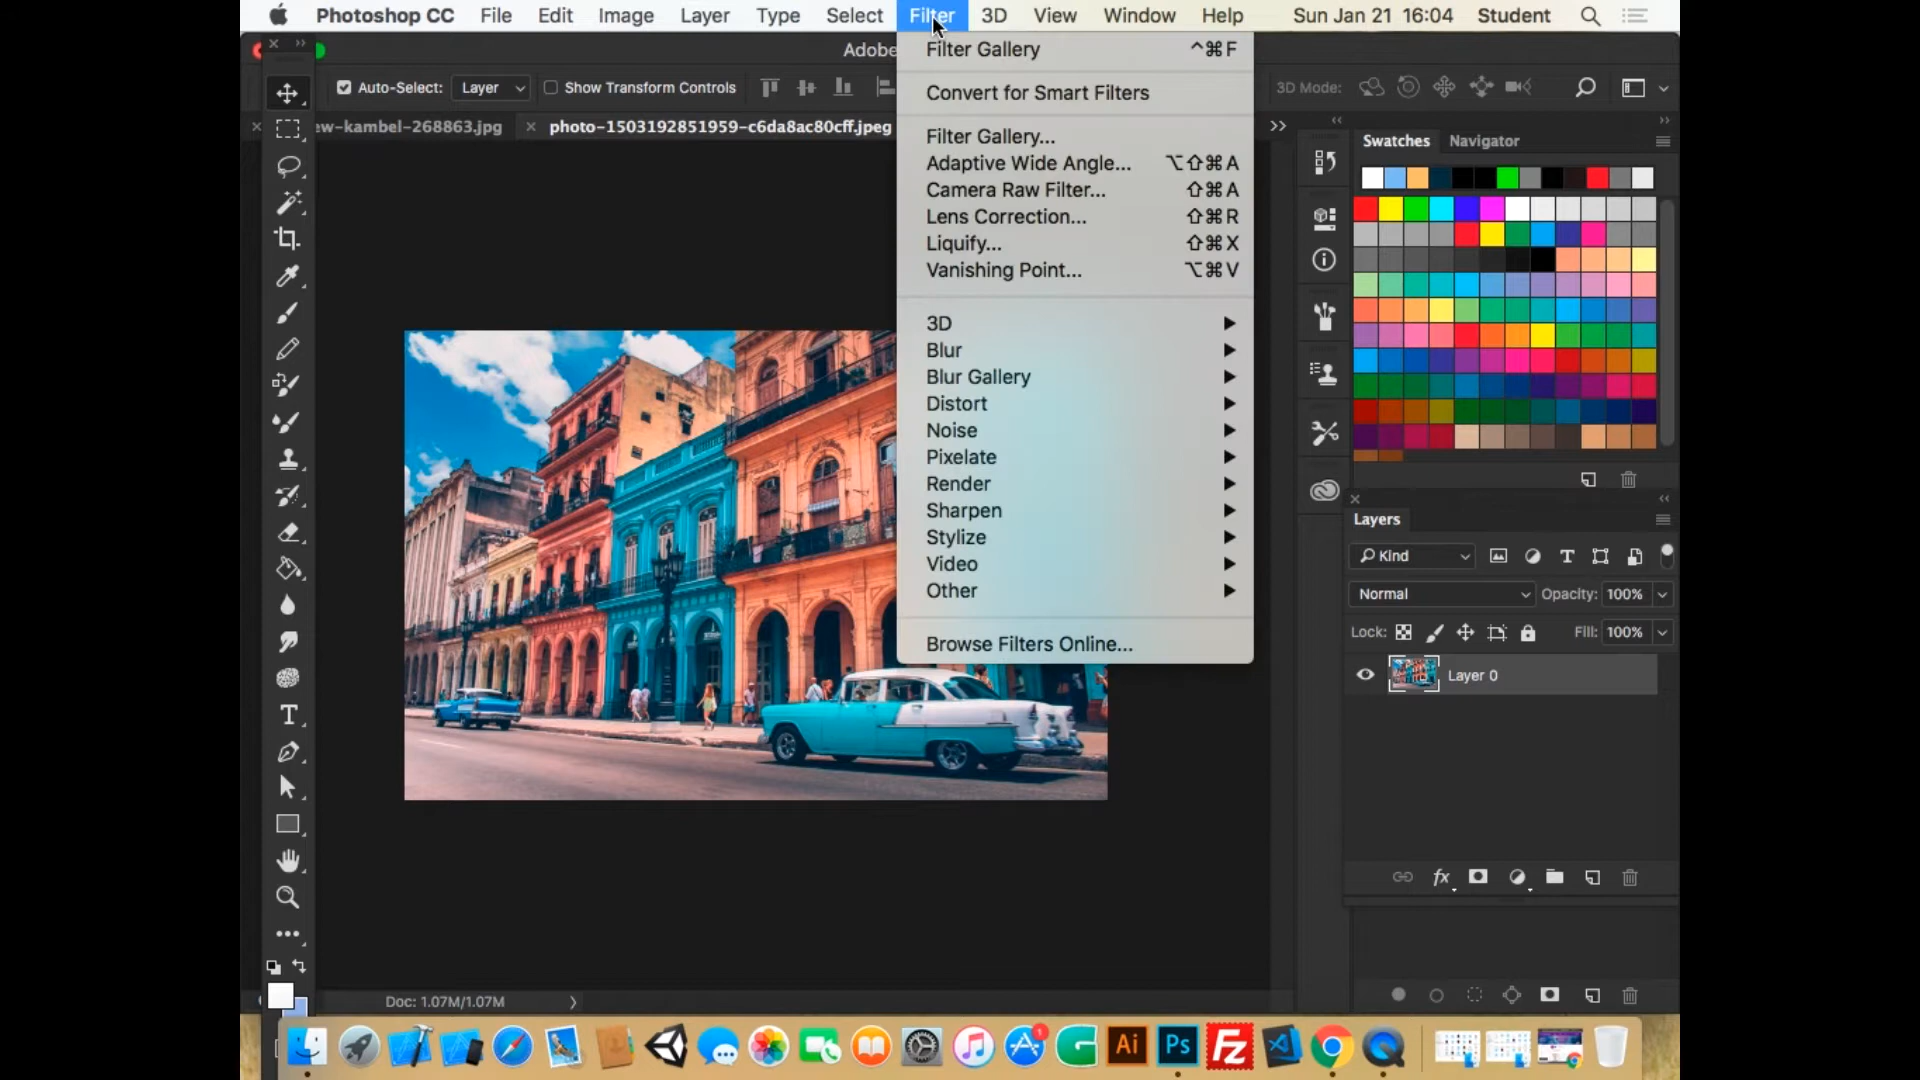 Photoshop CC File Edit Image Layer Type Select Filter 3D View Window Help Sun Jan 21 16:04 Student
Adobe
Auto-Select: Layer Show Transform Controls 3D Mode:
ew-kambel-268863.jpg photo-1503192851959-c6da8ac80cff.jpeg
Filter Gallery ^⌘F
Convert for Smart Filters
Filter Gallery...
Adaptive Wide Angle... ⌥⇧⌘A
Camera Raw Filter... ⇧⌘A
Lens Correction... ⇧⌘R
Liquify... ⇧⌘X
Vanishing Point... ⌥⌘V
3D
Blur
Blur Gallery
Distort
Noise
Pixelate
Render
Sharpen
Stylize
Video
Other
Browse Filters Online...
Swatches Navigator
Layers
Kind
Normal Opacity: 100%
Lock: Fill: 100%
Layer 0
fx
Doc: 1.07M/1.07M
1
Ai Ps Fz